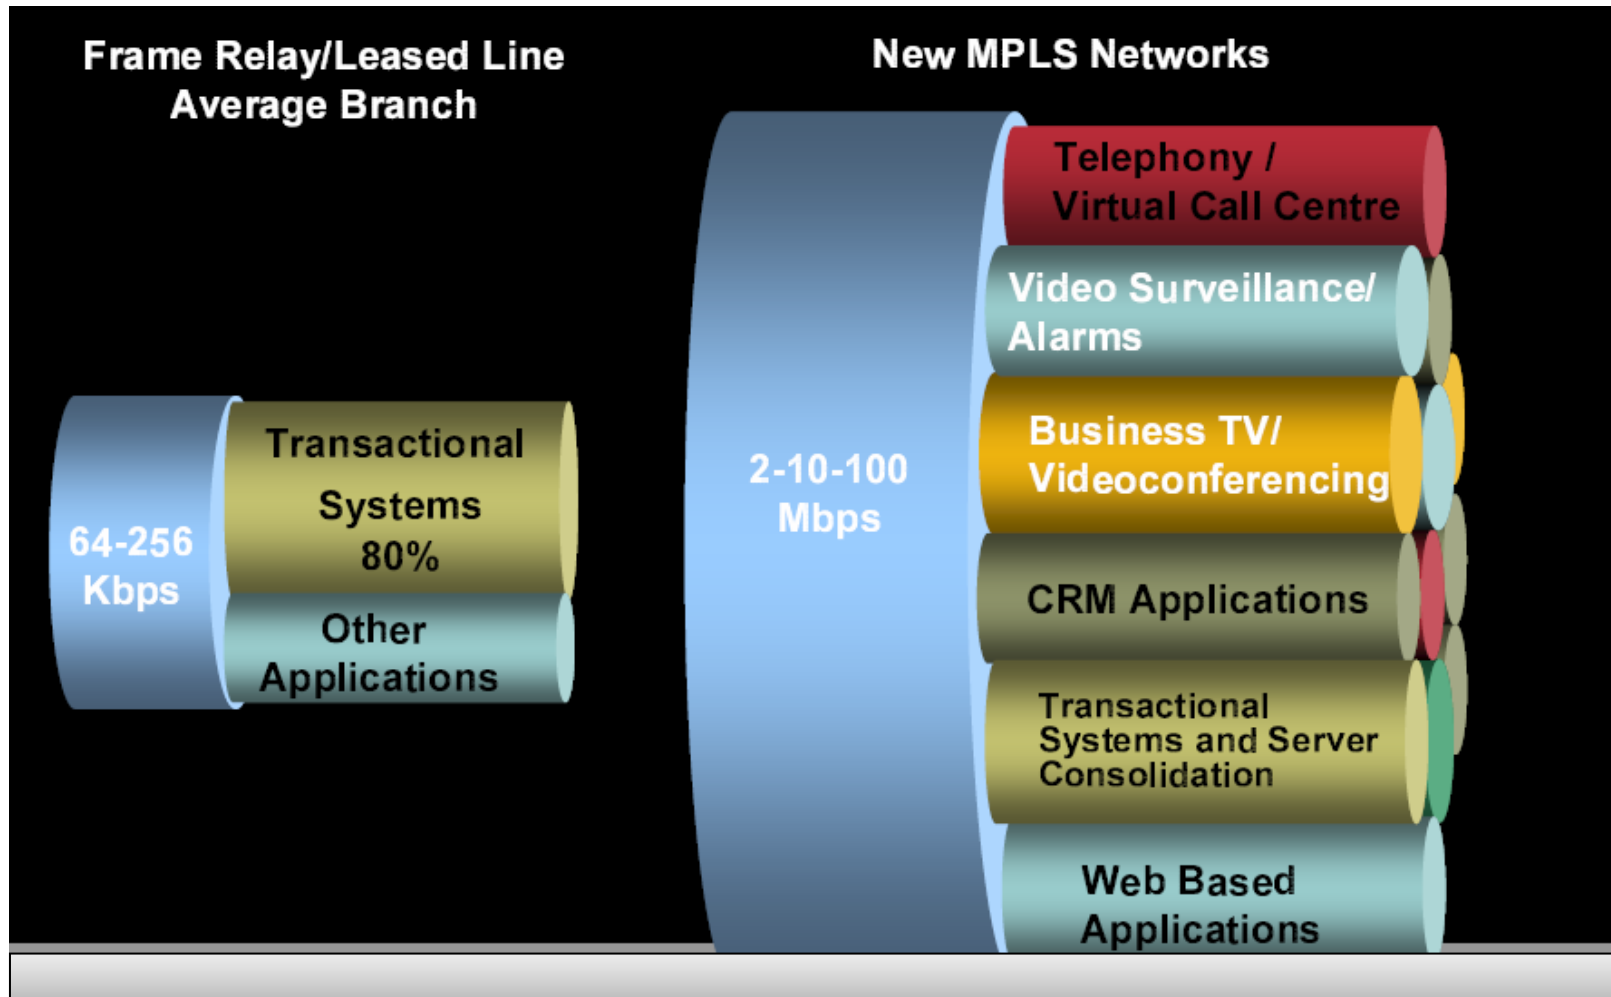 Frame Relay/Leased Line
Average Branch
64-256
Kbps
Transactional
Systems
80%
Other
Applications
New MPLS Networks
2-10-100
Mbps
Telephony /
Virtual Call Centre
Video Surveillance/
Alarms
Business TV/
Videoconferencing
CRM Applications
Transactional
Systems and Server
Consolidation
Web Based
Applications